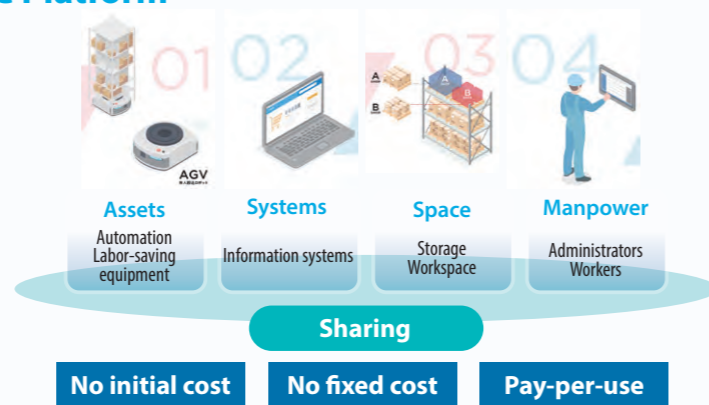 Platform
01
02
03
04
A
B
A
B
AGV
Assets
Systems
Space
Manpower
Automation
Labor-saving
equipment
Information systems
Storage
Workspace
Administrators
Workers
Sharing
No initial cost
No fixed cost
Pay-per-use